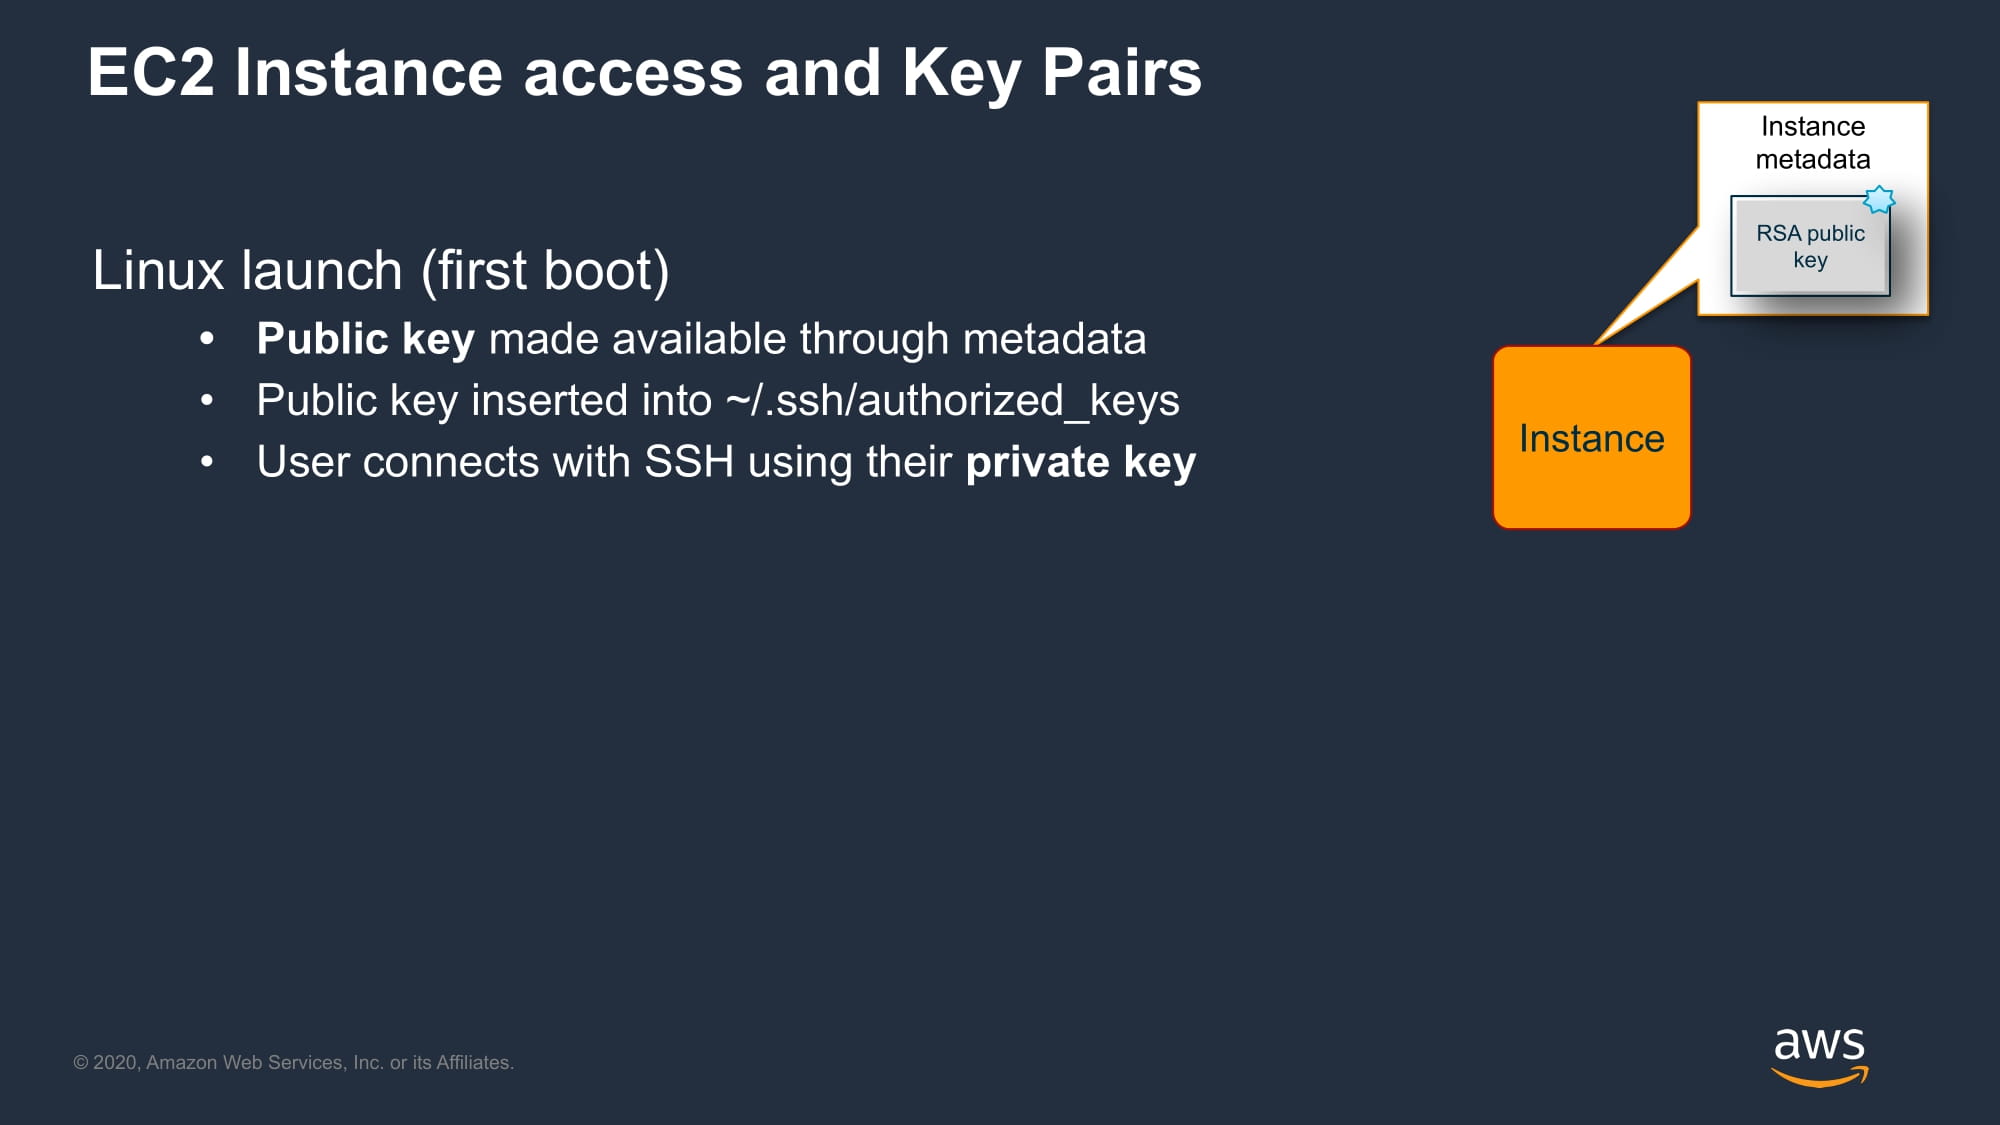 EC2 Instance access and Key Pairs
Instance
metadata
RSA public
key
Linux launch (first boot)
• Public key made available through metadata
• Public key inserted into ~/.ssh/authorized_keys
• User connects with SSH using their private key
Instance
© 2020, Amazon Web Services, Inc. or its Affiliates.
aws